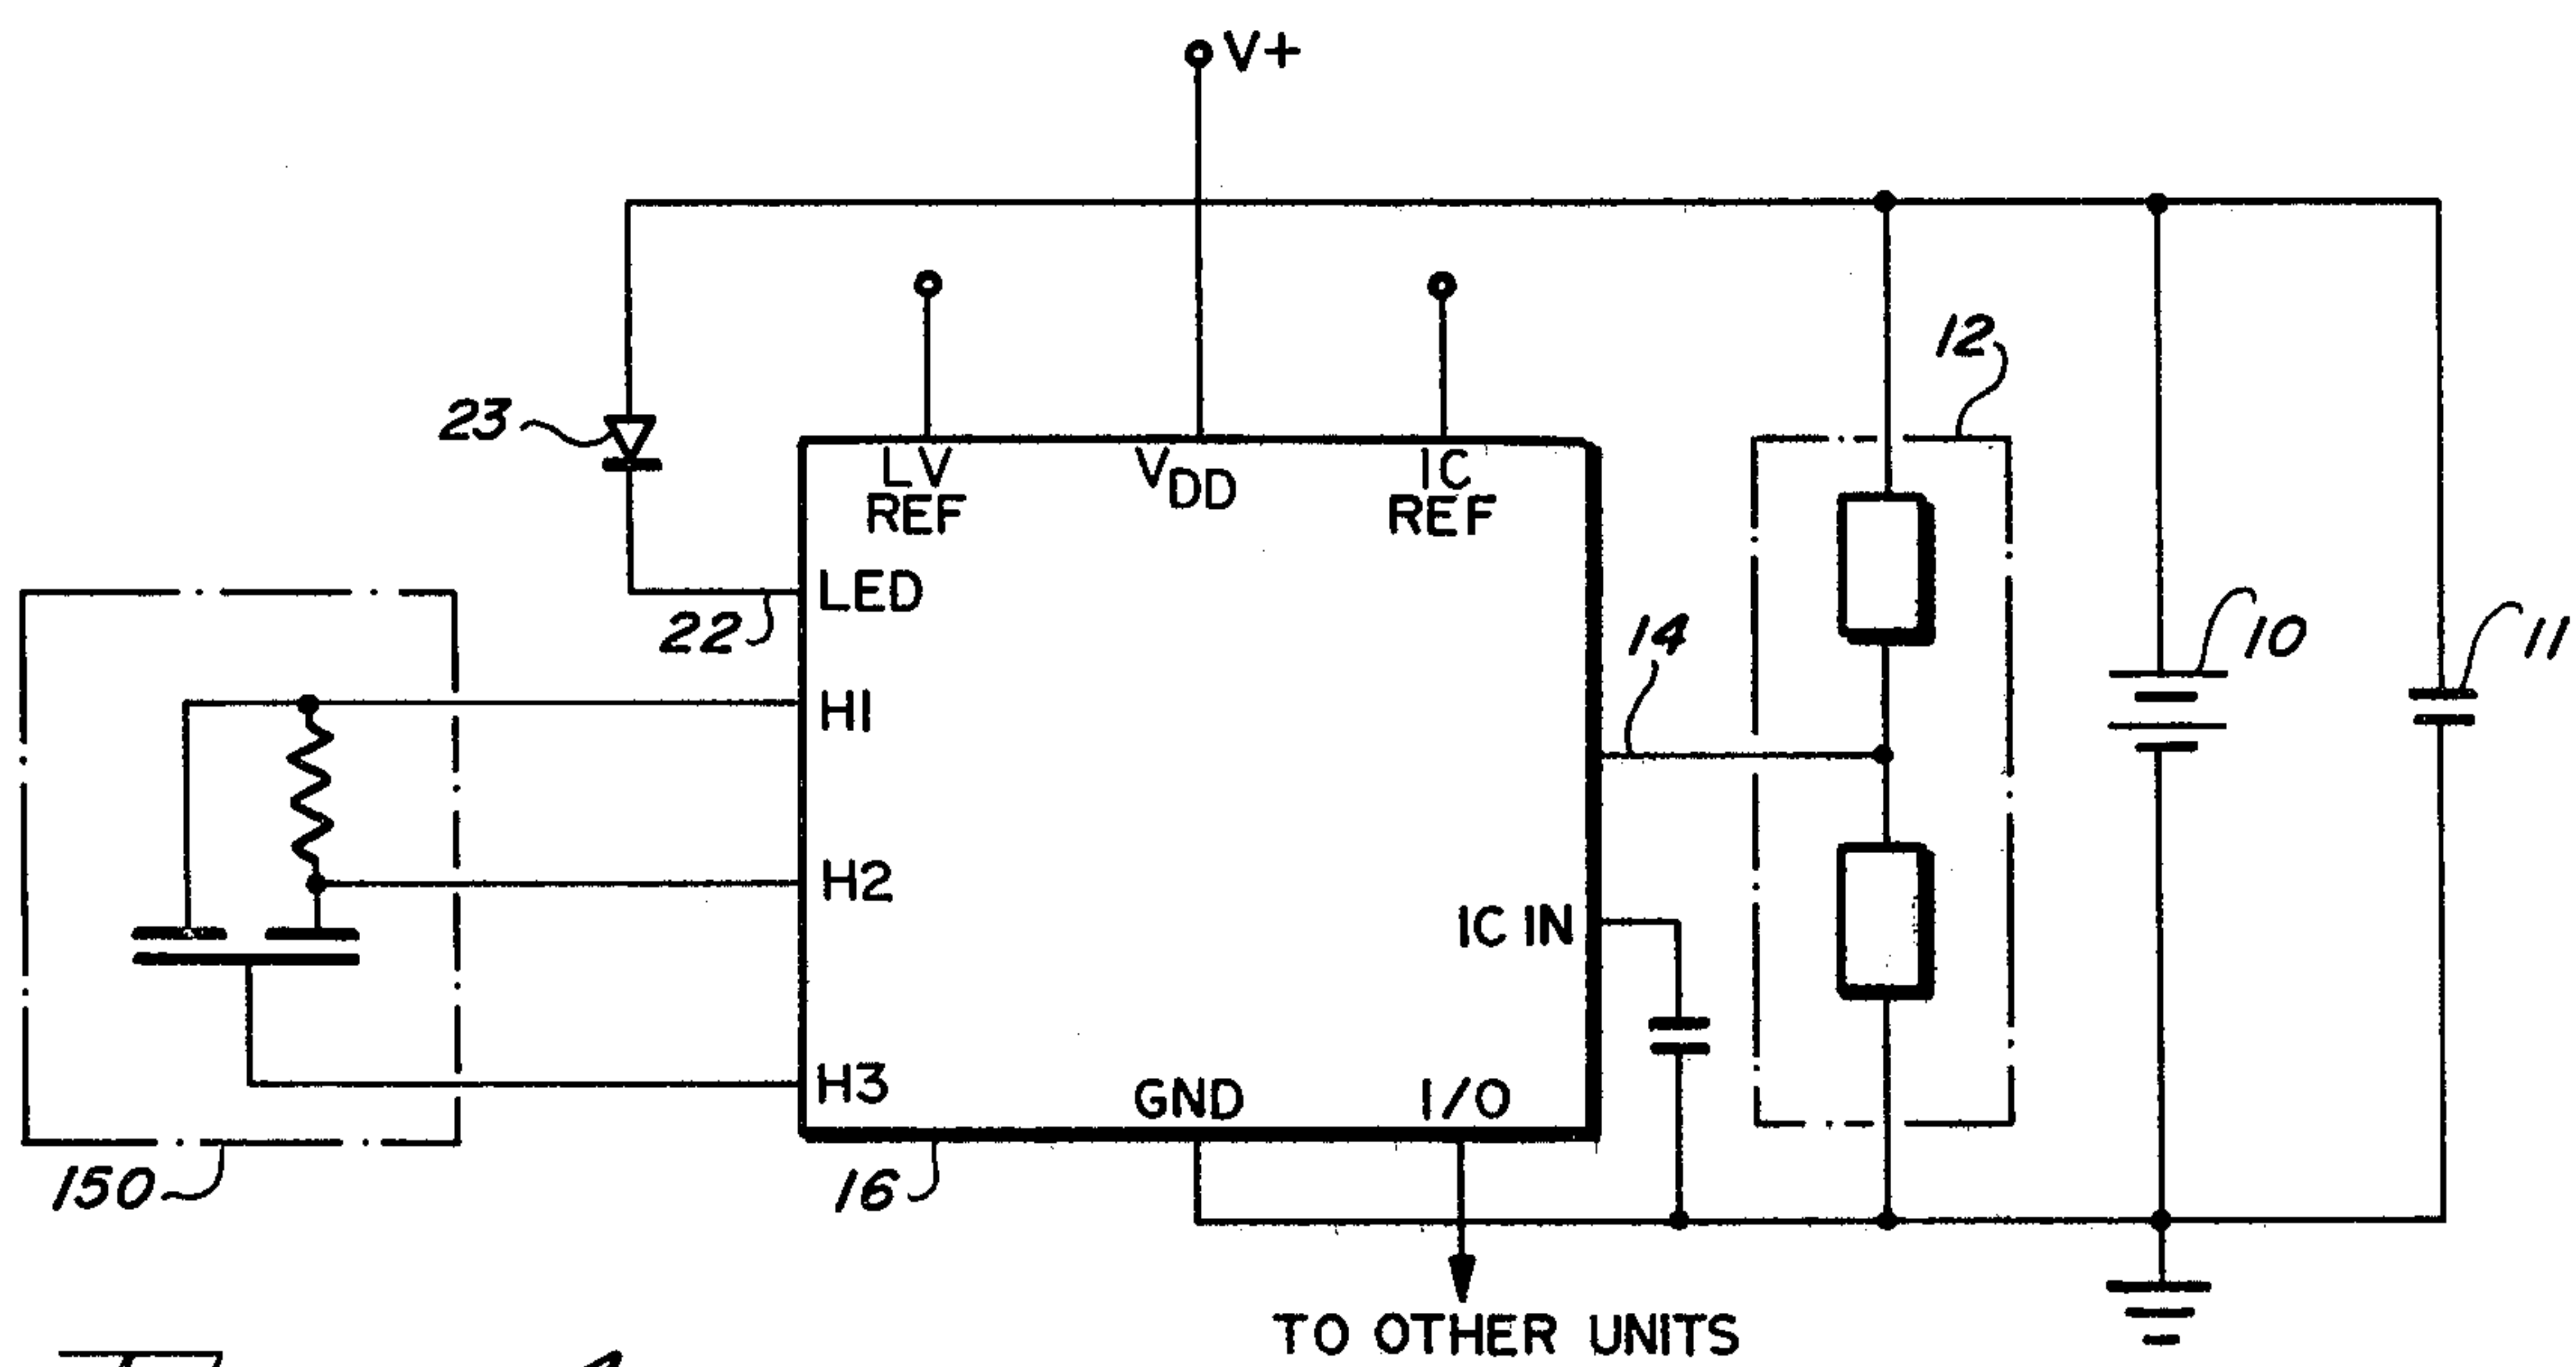 V+
12
23
LV REF
VDD
IC REF
LED
22
14
10
11
H1
H2
IC IN
H3
GND
I/O
150
16
TO OTHER UNITS